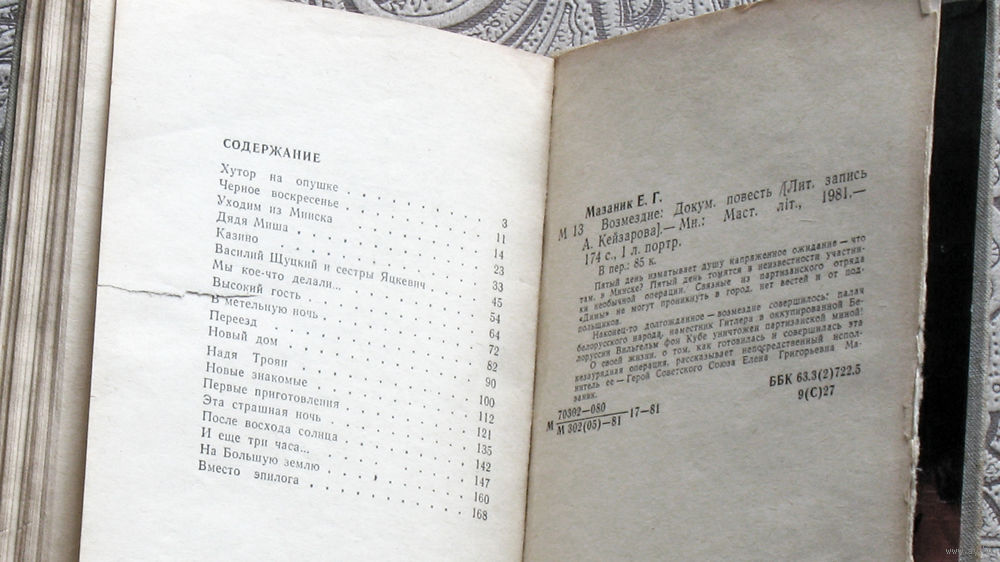 СОДЕРЖАНИЕ
Хутор на опушке . . . . . . . 3
Черное воскресенье . . . . . . . 11
Уходим из Минска . . . . . . . 14
Дядя Миша . . . . . . . 23
Казино . . . . . . . 33
Василий Щуцкий и сестры Яцкевич . . 45
Мы кое-что делали... . . . . . . . 54
Высокий гость . . . . . . . 64
В метельную ночь . . . . . . . 72
Переезд . . . . . . . 82
Новый дом . . . . . . . 90
Надя Троян . . . . . . . 100
Новые знакомые . . . . . . . 112
Первые приготовления . . . . . . . 121
Эта страшная ночь . . . . . . . 135
После восхода солнца . . . . . . . 142
И еще три часа... . . . . . . . 147
На Большую землю . . . . . . . 160
Вместо эпилога . . . . . . . 168
Мазаник Е. Г.
М 13 Возмездие: Докум. повесть /[Лит. запись
А. Кейзарова].— Мн.: Маст. літ., 1981.—
174 с., 1 л. портр.
В пер.: 85 к.
Пятый день изматывает душу напряженное ожидание — что
там, в Минске? Пятый день томятся в неизвестности участни-
ки необычной операции. Связные из партизанского отряда
«Димы» не могут проникнуть в город, нет вестей и от под-
польщиков.
Наконец-то долгожданное — возмездие совершилось: палач
белорусского народа, наместник Гитлера в оккупированной Бе-
лоруссии Вильгельм фон Кубе уничтожен партизанской миной!
О своей жизни, о том, как готовилась и совершилась эта
незаурядная операция, рассказывает непосредственный испол-
нитель ее — Герой Советского Союза Елена Григорьевна Ма-
заник.
М 70302—080
М 302(05)—81 17—81
ББК 63.3(2)722.5
9(С)27